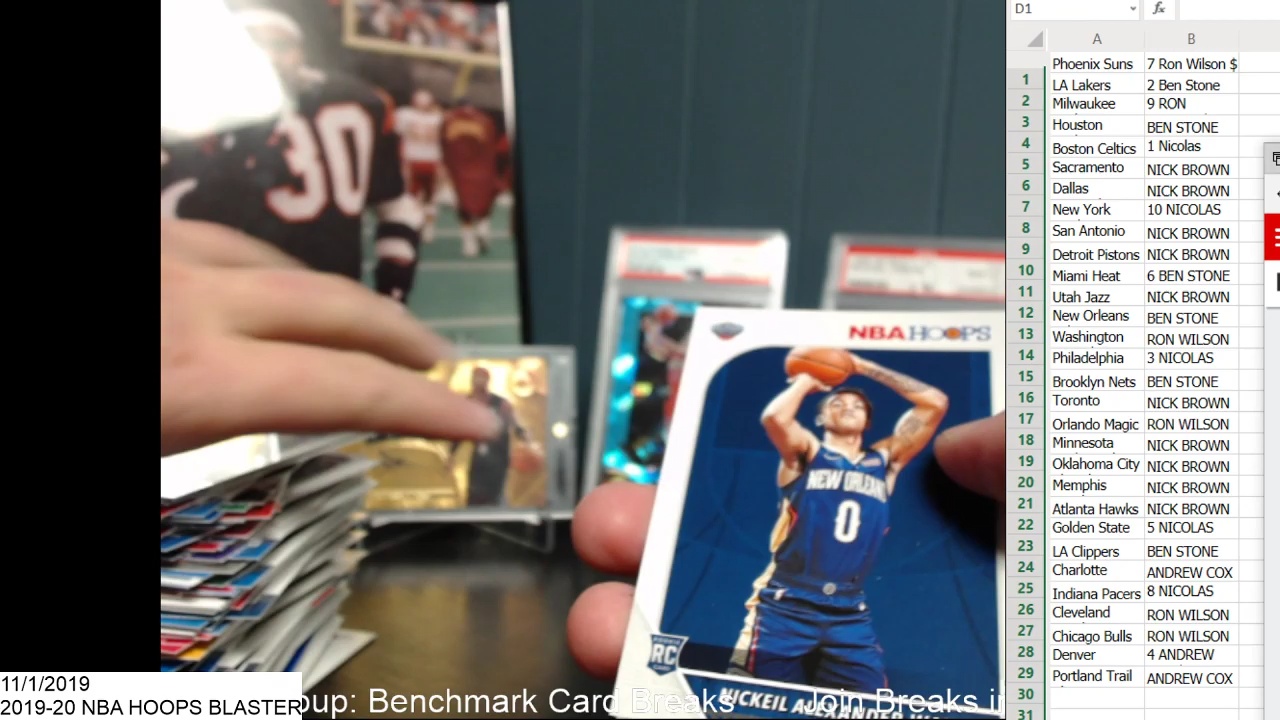 D1
fx
A B
Phoenix Suns 7 Ron Wilson $
1 LA Lakers 2 Ben Stone
2 Milwaukee 9 RON
3 Houston BEN STONE
4 Boston Celtics 1 Nicolas
5 Sacramento NICK BROWN
6 Dallas NICK BROWN
7 New York 10 NICOLAS
8 San Antonio NICK BROWN
9 Detroit Pistons NICK BROWN
10 Miami Heat 6 BEN STONE
11 Utah Jazz NICK BROWN
12 New Orleans BEN STONE
13 Washington RON WILSON
14 Philadelphia 3 NICOLAS
15 Brooklyn Nets BEN STONE
16 Toronto NICK BROWN
17 Orlando Magic RON WILSON
18 Minnesota NICK BROWN
19 Oklahoma City NICK BROWN
20 Memphis NICK BROWN
21 Atlanta Hawks NICK BROWN
22 Golden State 5 NICOLAS
23 LA Clippers BEN STONE
24 Charlotte ANDREW COX
25 Indiana Pacers 8 NICOLAS
26 Cleveland RON WILSON
27 Chicago Bulls RON WILSON
28 Denver 4 ANDREW
29 Portland Trail ANDREW COX
30
31
30
NBA HOOPS
NEW ORLEANS
0
RC
NICKEIL ALEXANDER
11/1/2019
2019-20 NBA HOOPS BLASTER
oup: Benchmark Card Breaks Join Breaks i